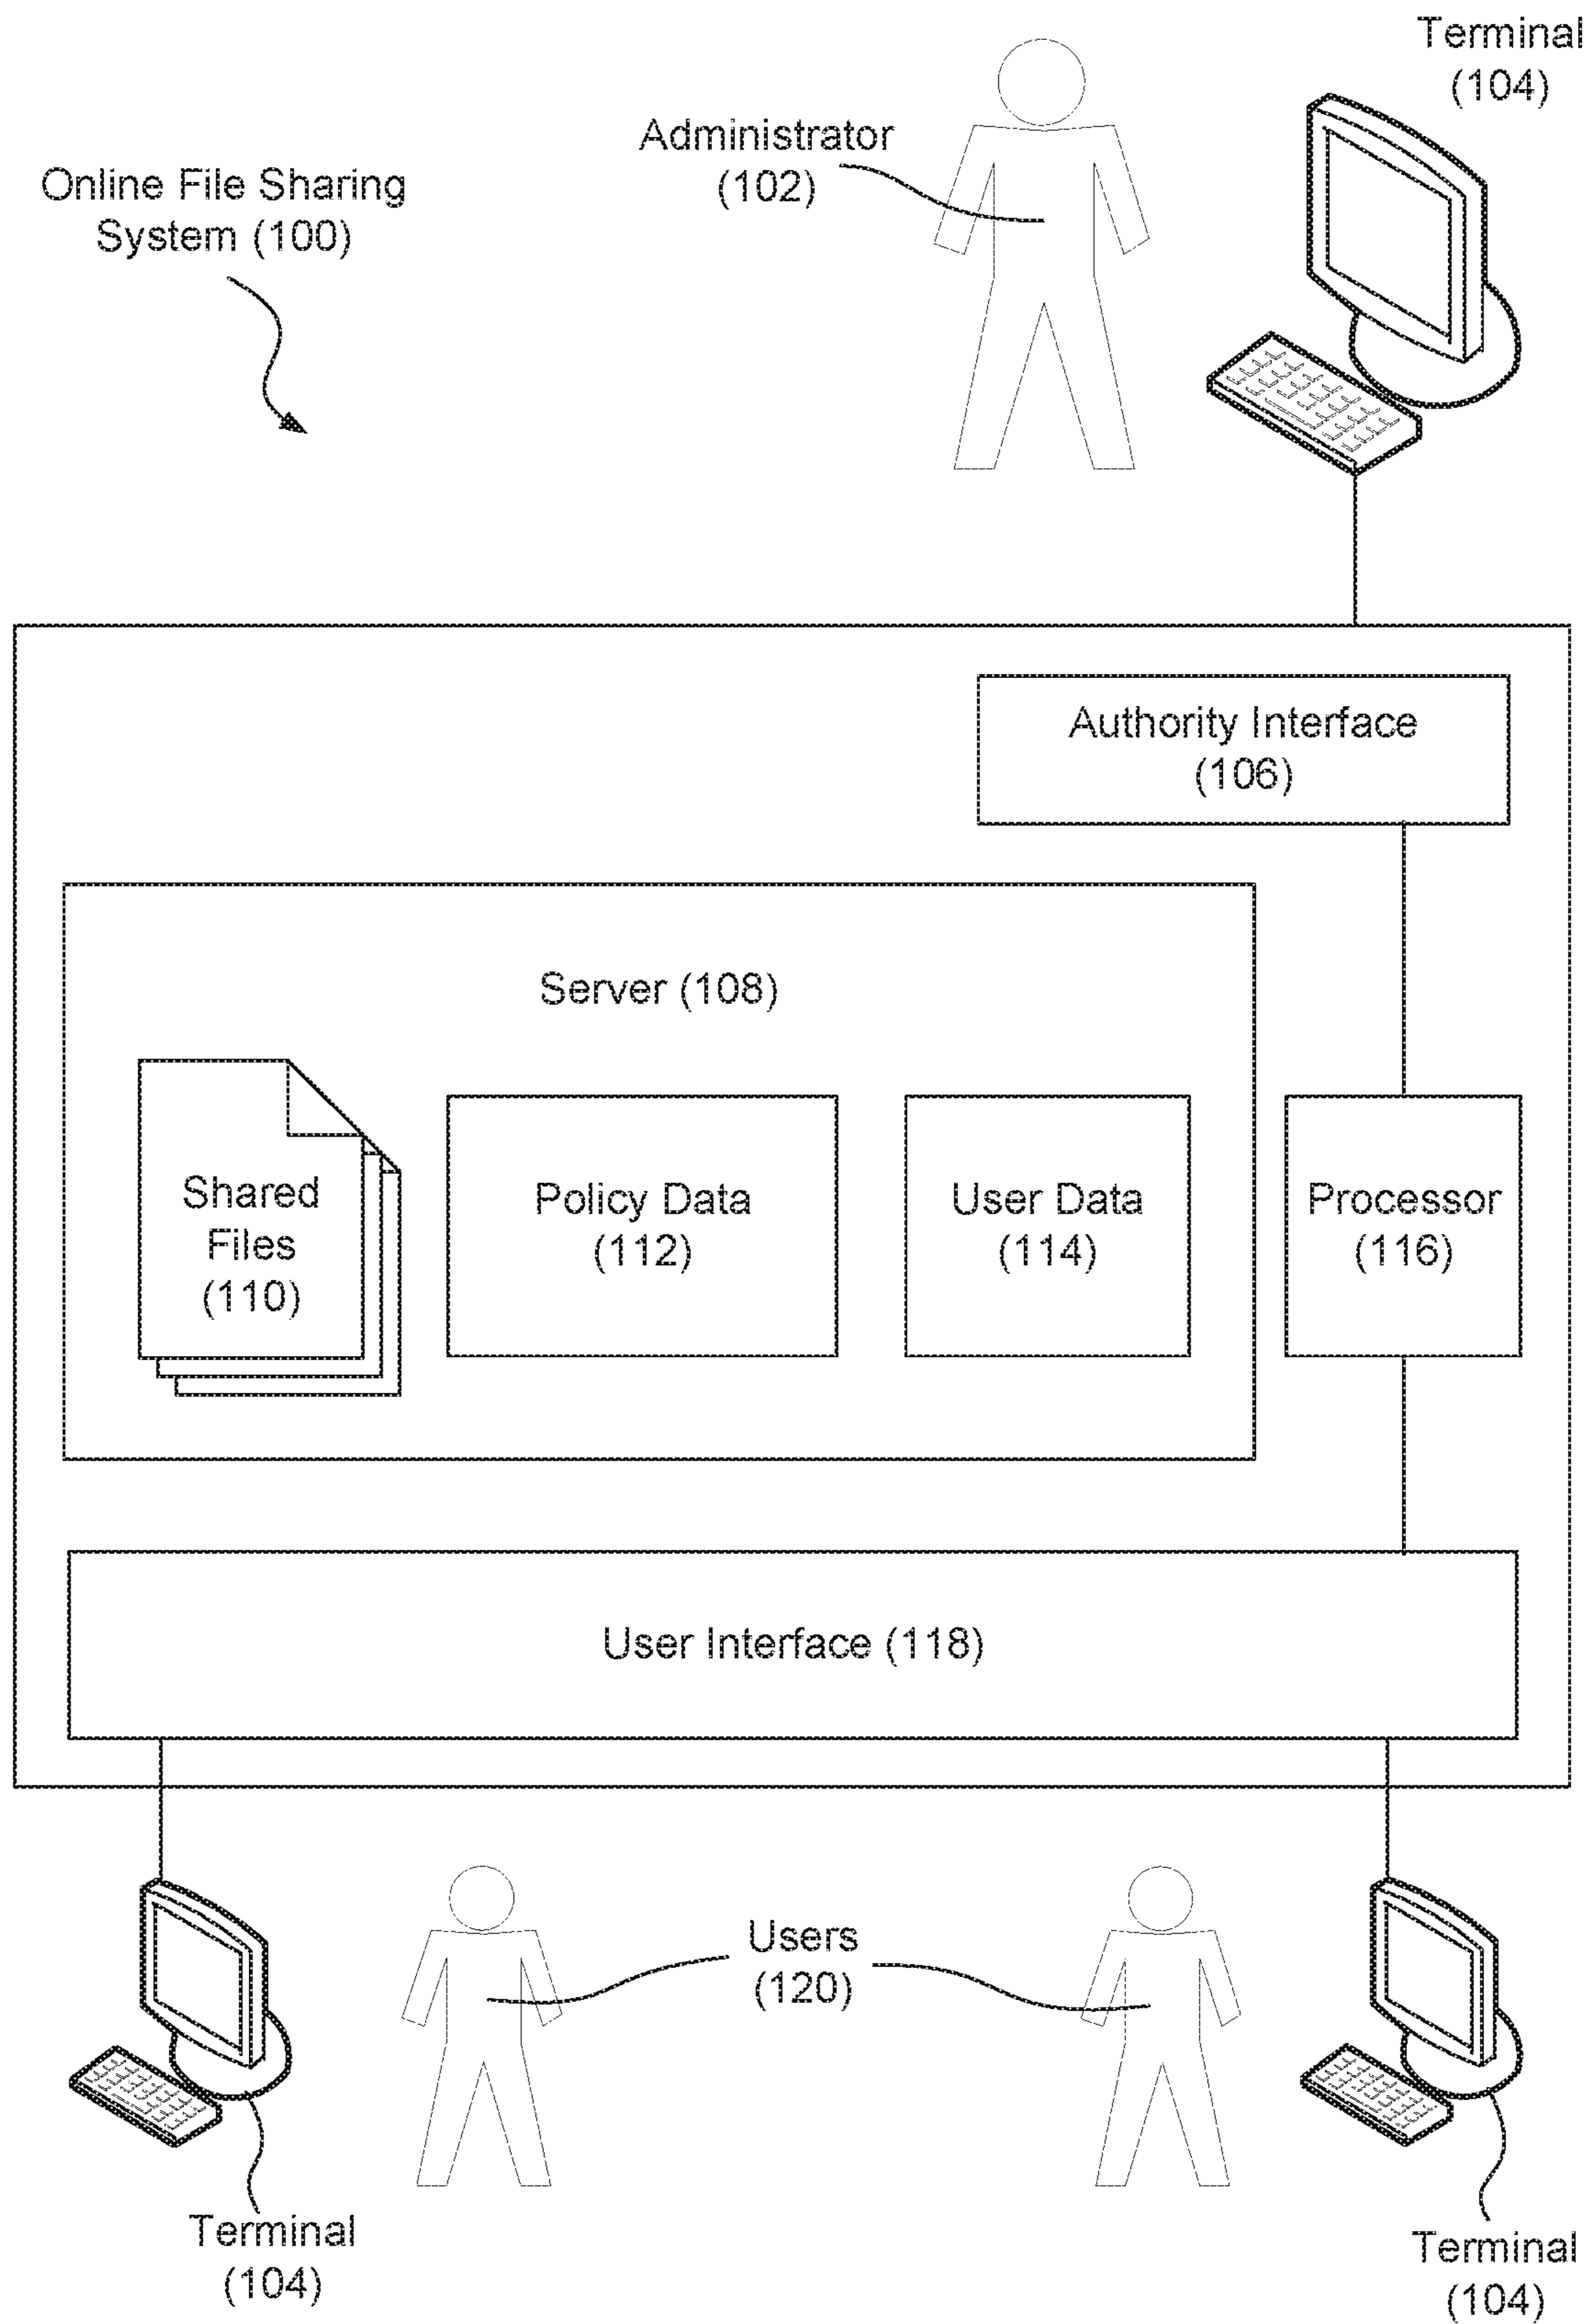 Terminal
(104)
Administrator
(102)
Online File Sharing
System (100)
Authority Interface
(106)
Server (108)
Shared
Files
(110)
Policy Data
(112)
User Data
(114)
Processor
(116)
User Interface (118)
Users
(120)
Terminal
(104)
Terminal
(104)